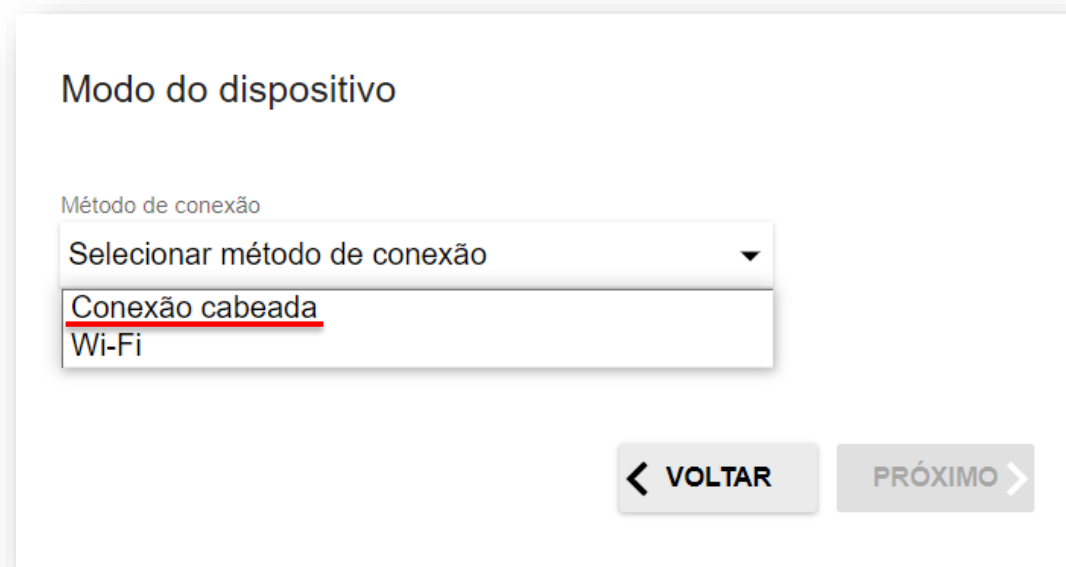 Modo do dispositivo
Método de conexão
Selecionar método de conexão
Conexão cabeada
Wi-Fi
VOLTAR
PRÓXIMO